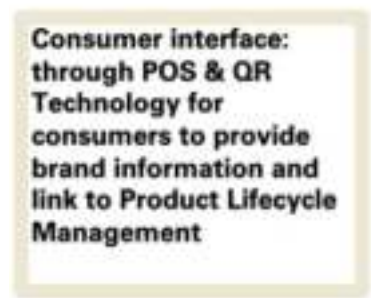 Consumer interface:
through POS & QR
Technology for
consumers to provide
brand information and
link to Product Lifecycle
Management